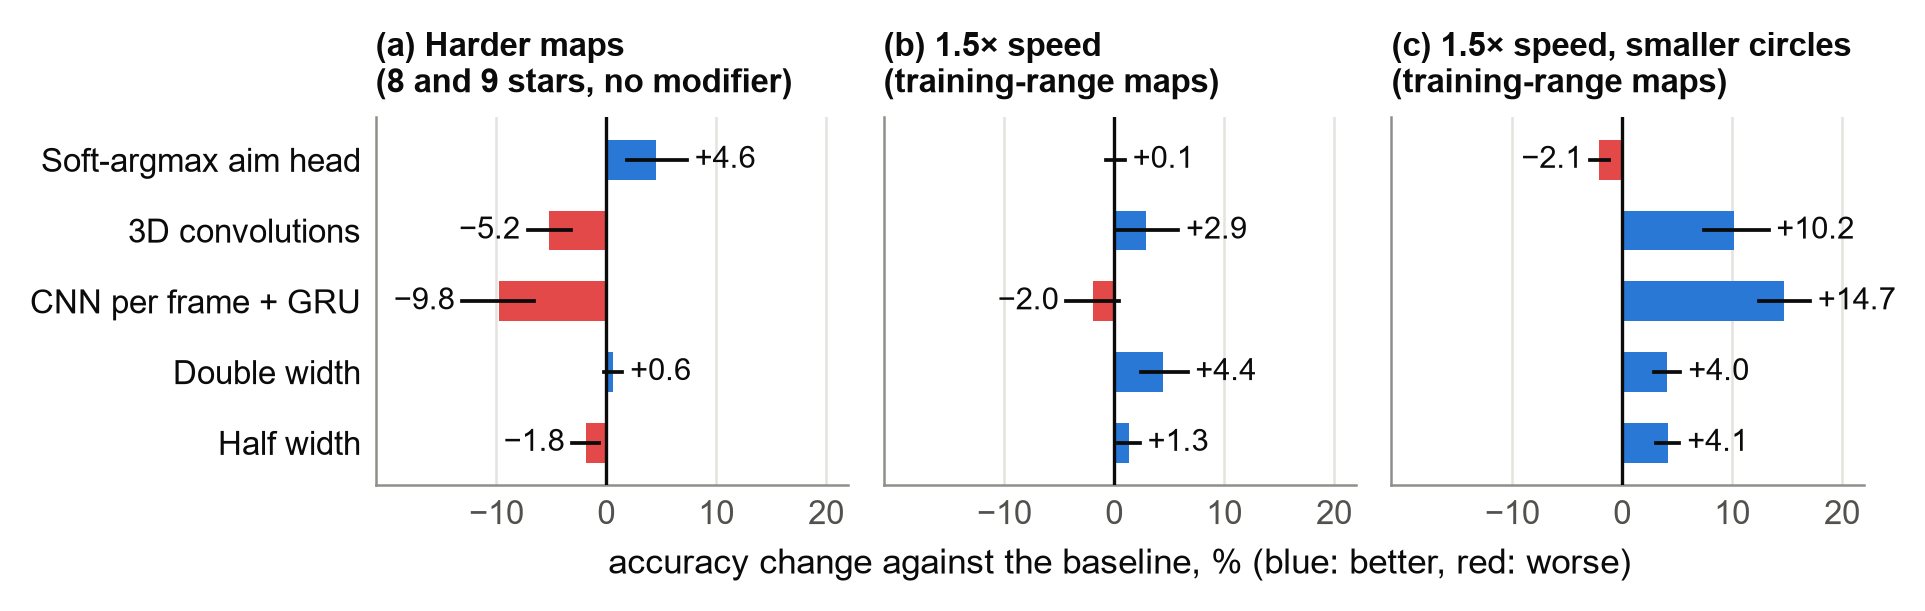 (a) Harder maps
(8 and 9 stars, no modifier)
(b) 1.5× speed
(training-range maps)
(c) 1.5× speed, smaller circles
(training-range maps)
Soft-argmax aim head
+4.6
+0.1
−2.1
3D convolutions
−5.2
+2.9
+10.2
CNN per frame + GRU
−9.8
−2.0
+14.7
Double width
+0.6
+4.4
+4.0
Half width
−1.8
+1.3
+4.1
−10 0 10 20
−10 0 10 20
−10 0 10 20
accuracy change against the baseline, % (blue: better, red: worse)